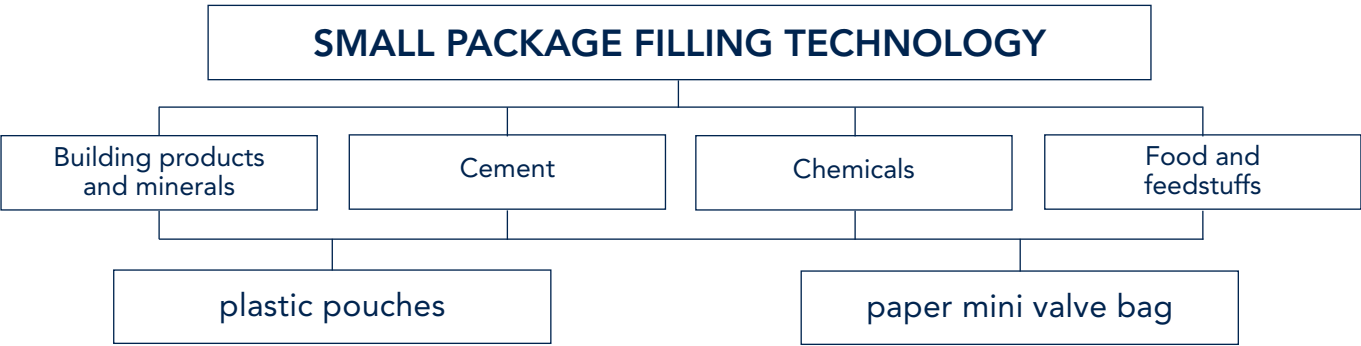 SMALL PACKAGE FILLING TECHNOLOGY
Building products
and minerals
Cement
Chemicals
Food and
feedstuffs
plastic pouches
paper mini valve bag